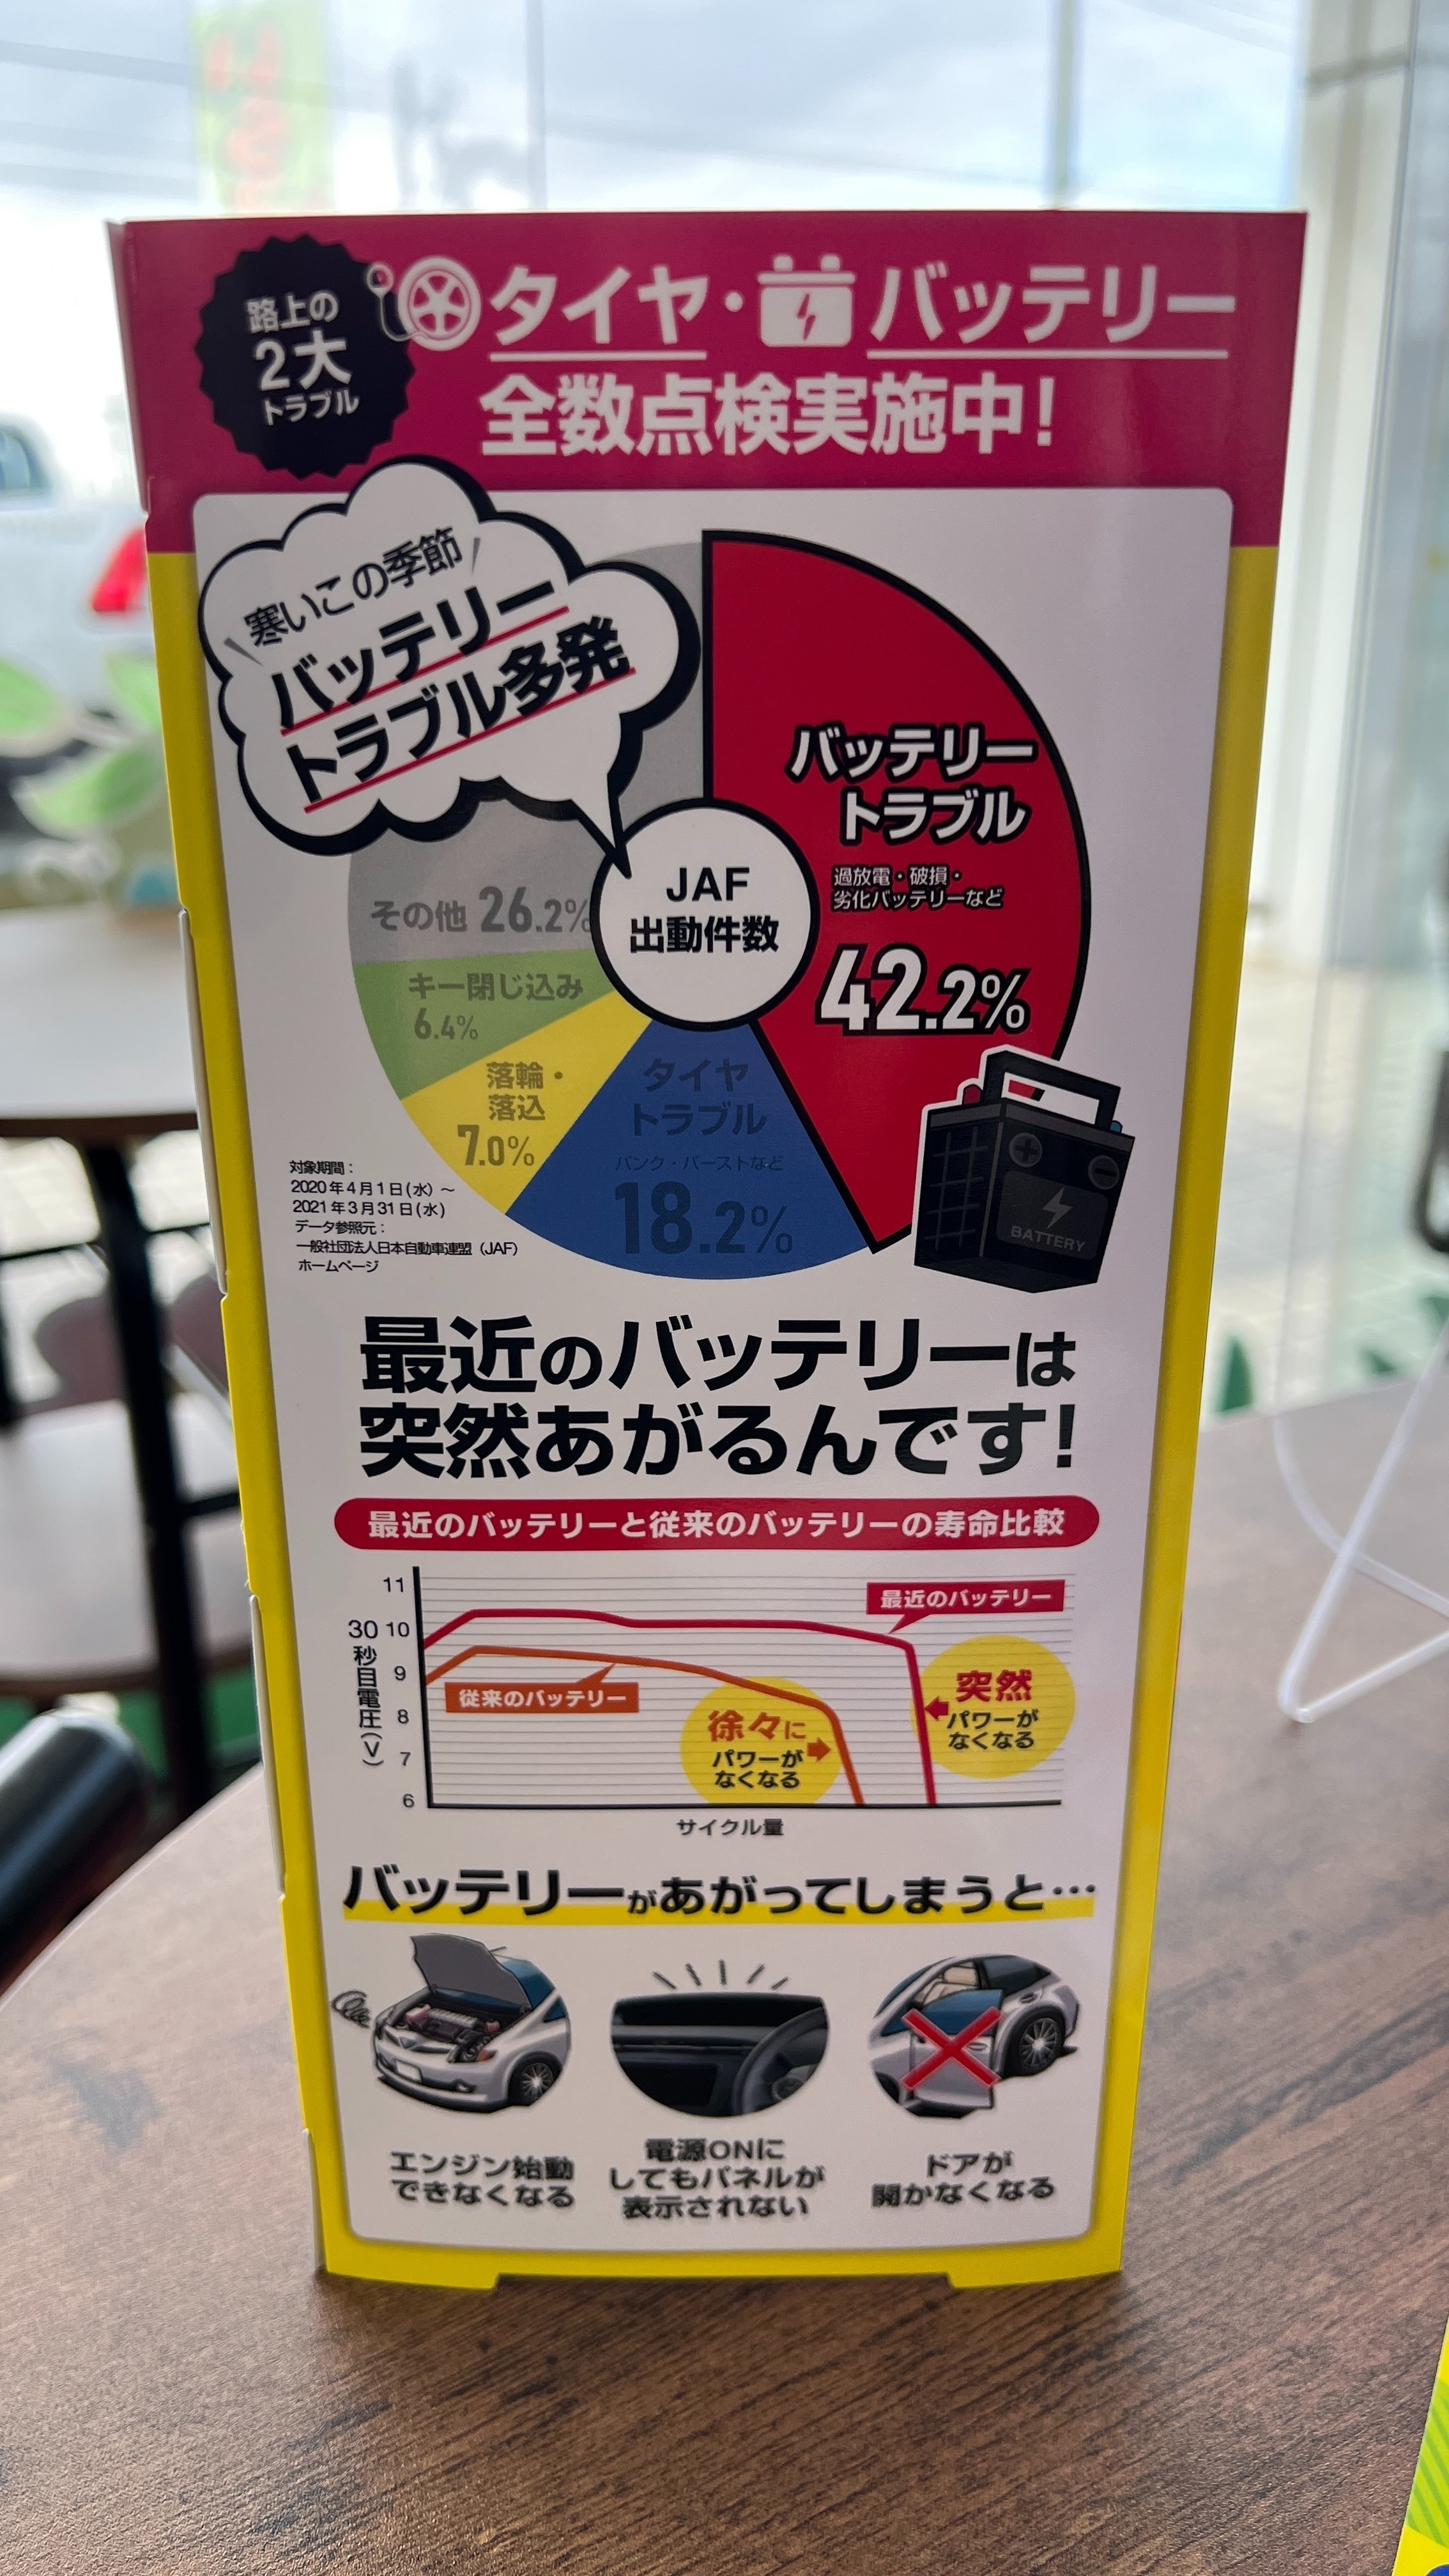 路上の
2大
トラブル
タイヤ・バッテリー
全数点検実施中!
寒いこの季節
バッテリー
トラブル多発
バッテリー
トラブル
過放電・破損・
劣化バッテリーなど
42.2%
JAF
出動件数
その他 26.2%
キー閉じ込み
6.4%
落輪・
落込
7.0%
タイヤ
トラブル
パンク・バーストなど
18.2%
BATTERY
対象期間:
2020年4月1日(水)~
2021年3月31日(水)
データ参照元:
一般社団法人日本自動車連盟(JAF)
ホームページ
最近のバッテリーは
突然あがるんです!
最近のバッテリーと従来のバッテリーの寿命比較
30秒目電圧(V)
11
10
9
8
7
6
最近のバッテリー
従来のバッテリー
徐々に
パワーが
なくなる
突然
パワーが
なくなる
サイクル量
バッテリーがあがってしまうと…
エンジン始動
できなくなる
電源ONに
してもパネルが
表示されない
ドアが
開かなくなる